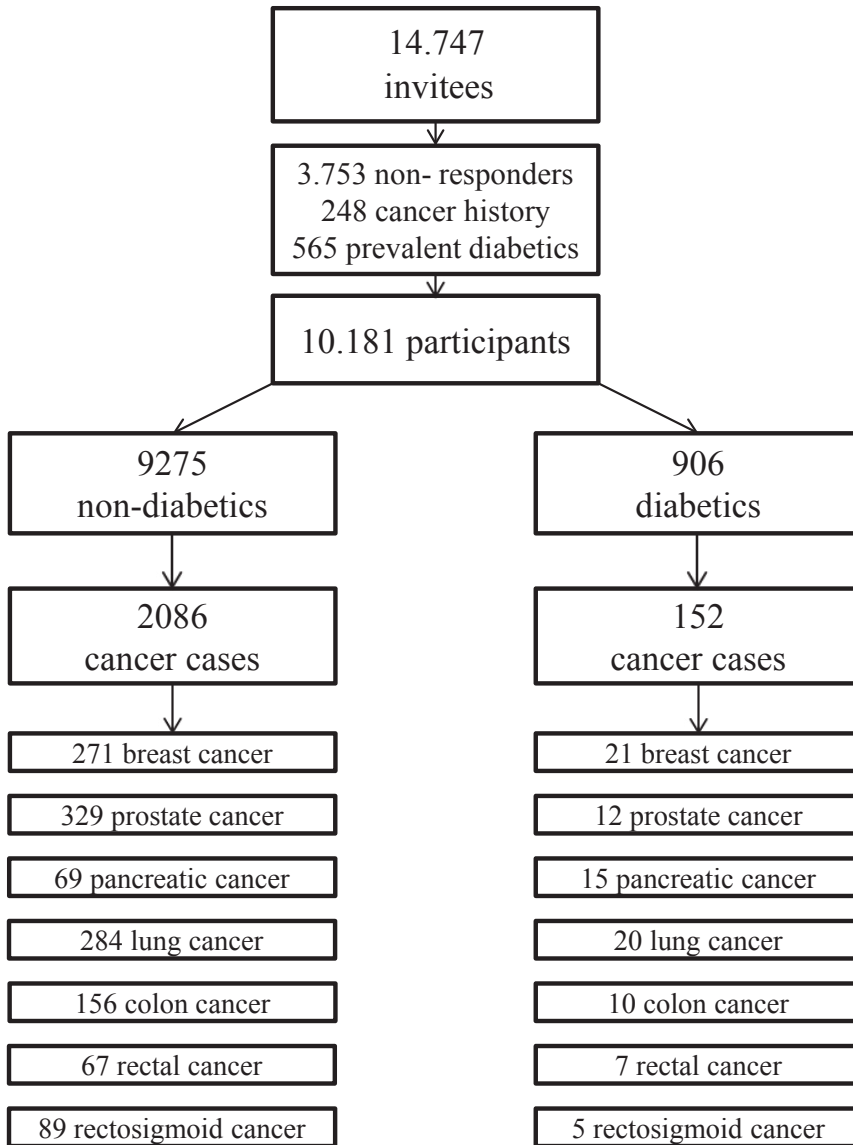 14.747
invitees
3.753 non- responders
248 cancer history
565 prevalent diabetics
10.181 participants
9275
non-diabetics
906
diabetics
2086
cancer cases
152
cancer cases
271 breast cancer
21 breast cancer
329 prostate cancer
12 prostate cancer
69 pancreatic cancer
15 pancreatic cancer
284 lung cancer
20 lung cancer
156 colon cancer
10 colon cancer
67 rectal cancer
7 rectal cancer
89 rectosigmoid cancer
5 rectosigmoid cancer